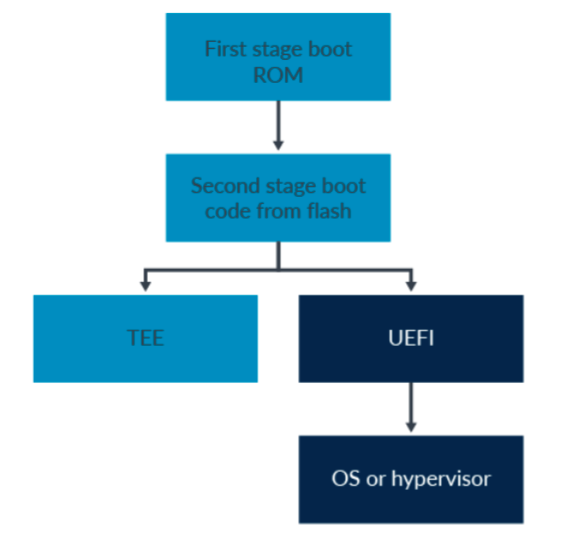 First stage boot
ROM
Second stage boot
code from flash
TEE
UEFI
OS or hypervisor